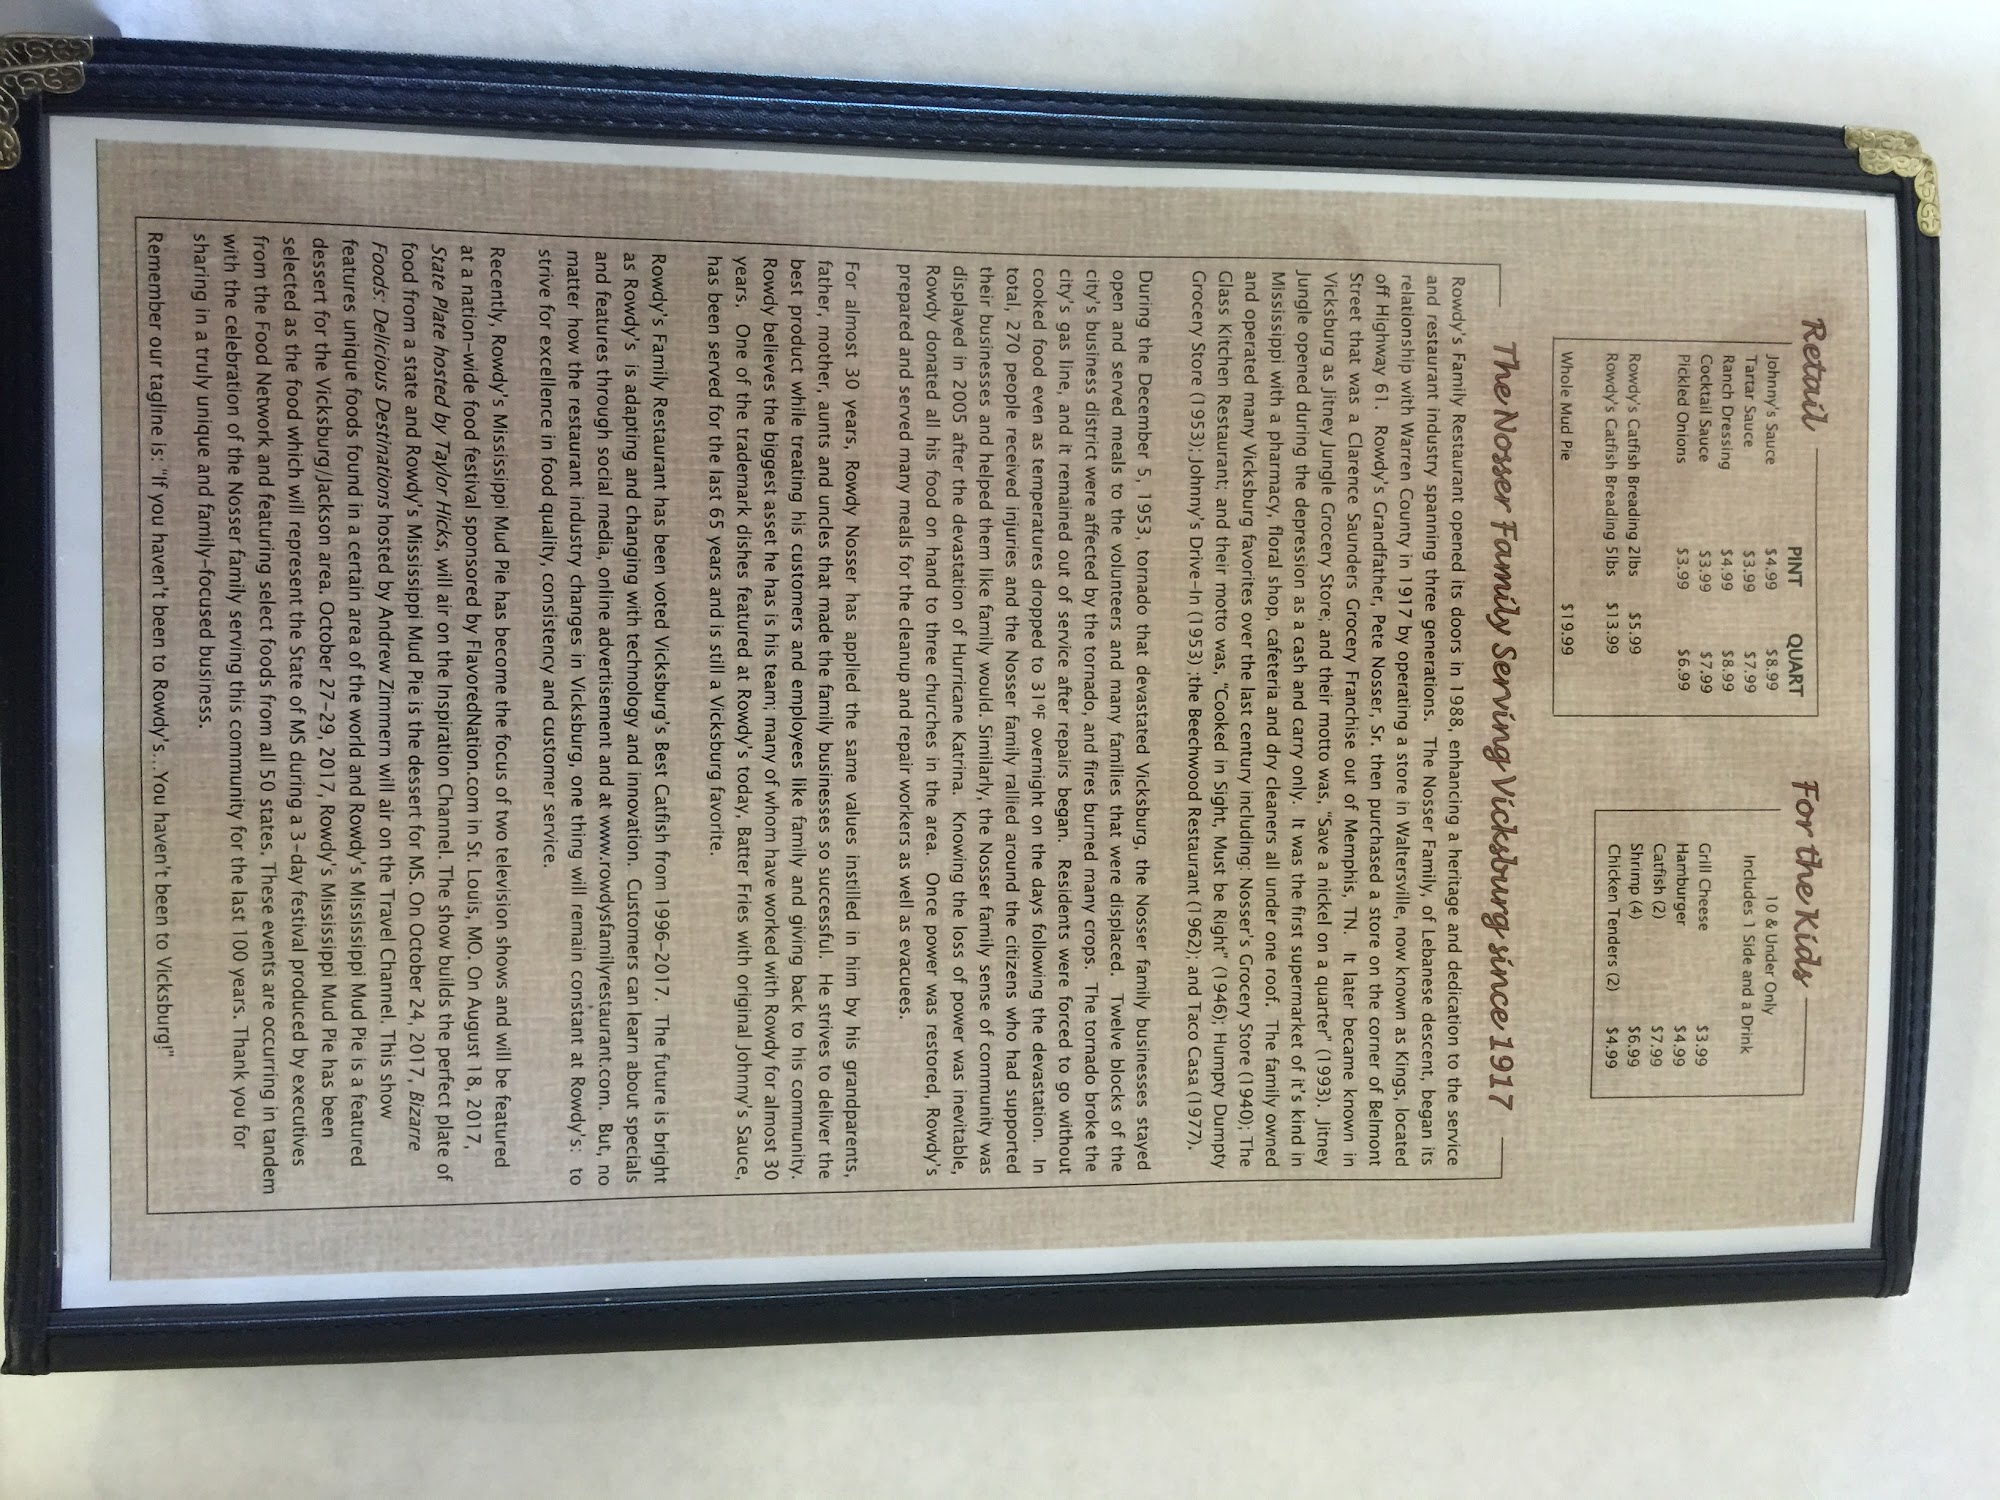 Retail
PINT QUART
Johnny's Sauce $4.99 $8.99
Tartar Sauce $3.99 $7.99
Ranch Dressing $4.99 $8.99
Cocktail Sauce $3.99 $7.99
Pickled Onions $3.99 $6.99
Rowdy's Catfish Breading 2lbs $5.99
Rowdy's Catfish Breading 5lbs $13.99
Whole Mud Pie $19.99
For the Kids
10 & Under Only
Includes 1 Side and a Drink
Grill Cheese $3.99
Hamburger $4.99
Catfish (2) $7.99
Shrimp (4) $6.99
Chicken Tenders (2) $4.99
The Nosser Family Serving Vicksburg since 1917
Rowdy's Family Restaurant opened its doors in 1988, enhancing a heritage and dedication to the service
and restaurant industry spanning three generations. The Nosser Family, of Lebanese descent, began its
relationship with Warren County in 1917 by operating a store in Waltersville, now known as Kings, located
off Highway 61. Rowdy's Grandfather, Pete Nosser, Sr. then purchased a store on the corner of Belmont
Street that was a Clarence Saunders Grocery Franchise out of Memphis, TN. It later became known in
Vicksburg as Jitney Jungle Grocery Store; and their motto was, "Save a nickel on a quarter" (1993). Jitney
Jungle opened during the depression as a cash and carry only. It was the first supermarket of it's kind in
Mississippi with a pharmacy, floral shop, cafeteria and dry cleaners all under one roof. The family owned
and operated many Vicksburg favorites over the last century including: Nosser's Grocery Store (1940); The
Glass Kitchen Restaurant; and their motto was, "Cooked in Sight, Must be Right" (1946); Humpty Dumpty
Grocery Store (1953); Johnny's Drive-In (1953) ;the Beechwood Restaurant (1962); and Taco Casa (1977).
During the December 5, 1953, tornado that devastated Vicksburg, the Nosser family businesses stayed
open and served meals to the volunteers and many families that were displaced. Twelve blocks of the
city's business district were affected by the tornado, and fires burned many crops. The tornado broke the
city's gas line, and it remained out of service after repairs began. Residents were forced to go without
cooked food even as temperatures dropped to 31°F overnight on the days following the devastation. In
total, 270 people received injuries and the Nosser family rallied around the citizens who had supported
their businesses and helped them like family would. Similarly, the Nosser family sense of community was
displayed in 2005 after the devastation of Hurricane Katrina. Knowing the loss of power was inevitable,
Rowdy donated all his food on hand to three churches in the area. Once power was restored, Rowdy's
prepared and served many meals for the cleanup and repair workers as well as evacuees.
For almost 30 years, Rowdy Nosser has applied the same values instilled in him by his grandparents,
father, mother, aunts and uncles that made the family businesses so successful. He strives to deliver the
best product while treating his customers and employees like family and giving back to his community.
Rowdy believes the biggest asset he has is his team; many of whom have worked with Rowdy for almost 30
years. One of the trademark dishes featured at Rowdy's today, Batter Fries with original Johnny's Sauce,
has been served for the last 65 years and is still a Vicksburg favorite.
Rowdy's Family Restaurant has been voted Vicksburg's Best Catfish from 1996-2017. The future is bright
as Rowdy's is adapting and changing with technology and innovation. Customers can learn about specials
and features through social media, online advertisement and at www.rowdysfamilyrestaurant.com. But, no
matter how the restaurant industry changes in Vicksburg, one thing will remain constant at Rowdy's: to
strive for excellence in food quality, consistency and customer service.
Recently, Rowdy's Mississippi Mud Pie has become the focus of two television shows and will be featured
at a nation-wide food festival sponsored by FlavoredNation.com in St. Louis, MO. On August 18, 2017,
State Plate hosted by Taylor Hicks, will air on the Inspiration Channel. The show builds the perfect plate of
food from a state and Rowdy's Mississippi Mud Pie is the dessert for MS. On October 24, 2017, Bizarre
Foods: Delicious Destinations hosted by Andrew Zimmern will air on the Travel Channel. This show
features unique foods found in a certain area of the world and Rowdy's Mississippi Mud Pie is a featured
dessert for the Vicksburg/Jackson area. October 27-29, 2017, Rowdy's Mississippi Mud Pie has been
selected as the food which will represent the State of MS during a 3-day festival produced by executives
from the Food Network and featuring select foods from all 50 states. These events are occurring in tandem
with the celebration of the Nosser family serving this community for the last 100 years. Thank you for
sharing in a truly unique and family-focused business.
Remember our tagline is: "If you haven't been to Rowdy's...You haven't been to Vicksburg!"